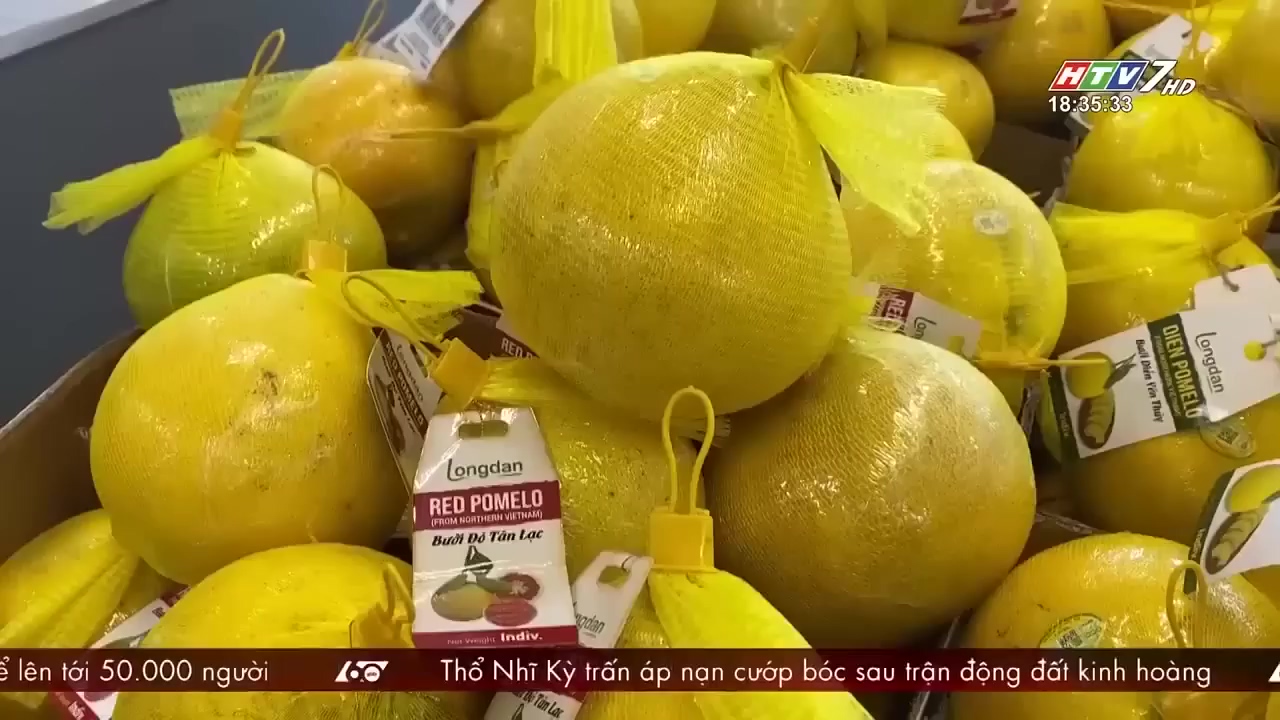 HTV7 HD
18:35:33
Longdan
RED POMELO
(FROM NORTHERN VIETNAM)
Bưởi Đỏ Tân Lạc
Net Weight Indiv.
Longdan
DIEN POMELO
Bưởi Diễn Yên Thủy
Longdan
RED
ể lên tới 50.000 người
60
Thổ Nhĩ Kỳ trấn áp nạn cướp bóc sau trận động đất kinh hoàng